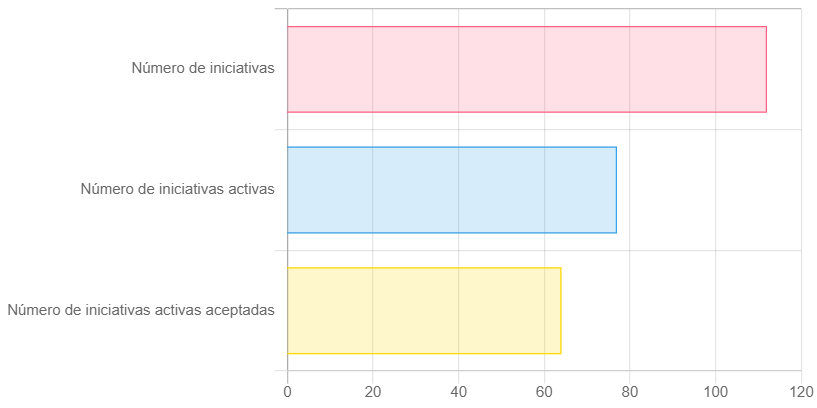 Número de iniciativas
Número de iniciativas activas
Número de iniciativas activas aceptadas
0 20 40 60 80 100 120